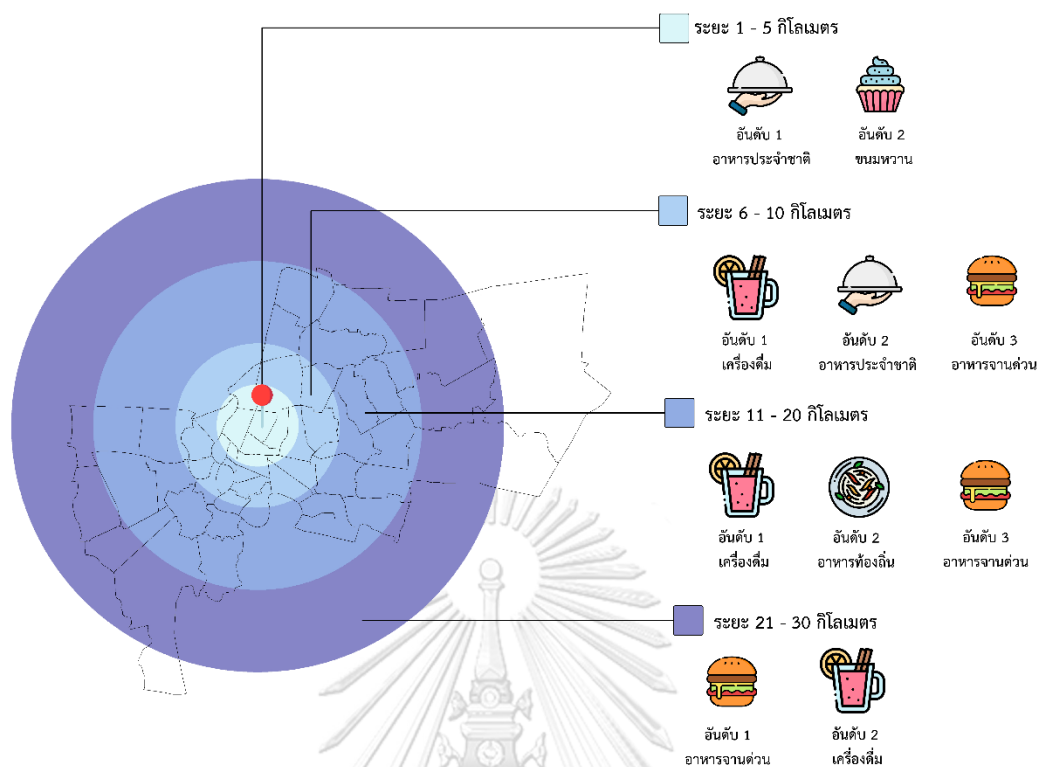 ระยะ 1 - 5 กิโลเมตร
อันดับ 1
อาหารประจำชาติ
อันดับ 2
ขนมหวาน
ระยะ 6 - 10 กิโลเมตร
อันดับ 1
เครื่องดื่ม
อันดับ 2
อาหารประจำชาติ
อันดับ 3
อาหารจานด่วน
ระยะ 11 - 20 กิโลเมตร
อันดับ 1
เครื่องดื่ม
อันดับ 2
อาหารท้องถิ่น
อันดับ 3
อาหารจานด่วน
ระยะ 21 - 30 กิโลเมตร
อันดับ 1
อาหารจานด่วน
อันดับ 2
เครื่องดื่ม